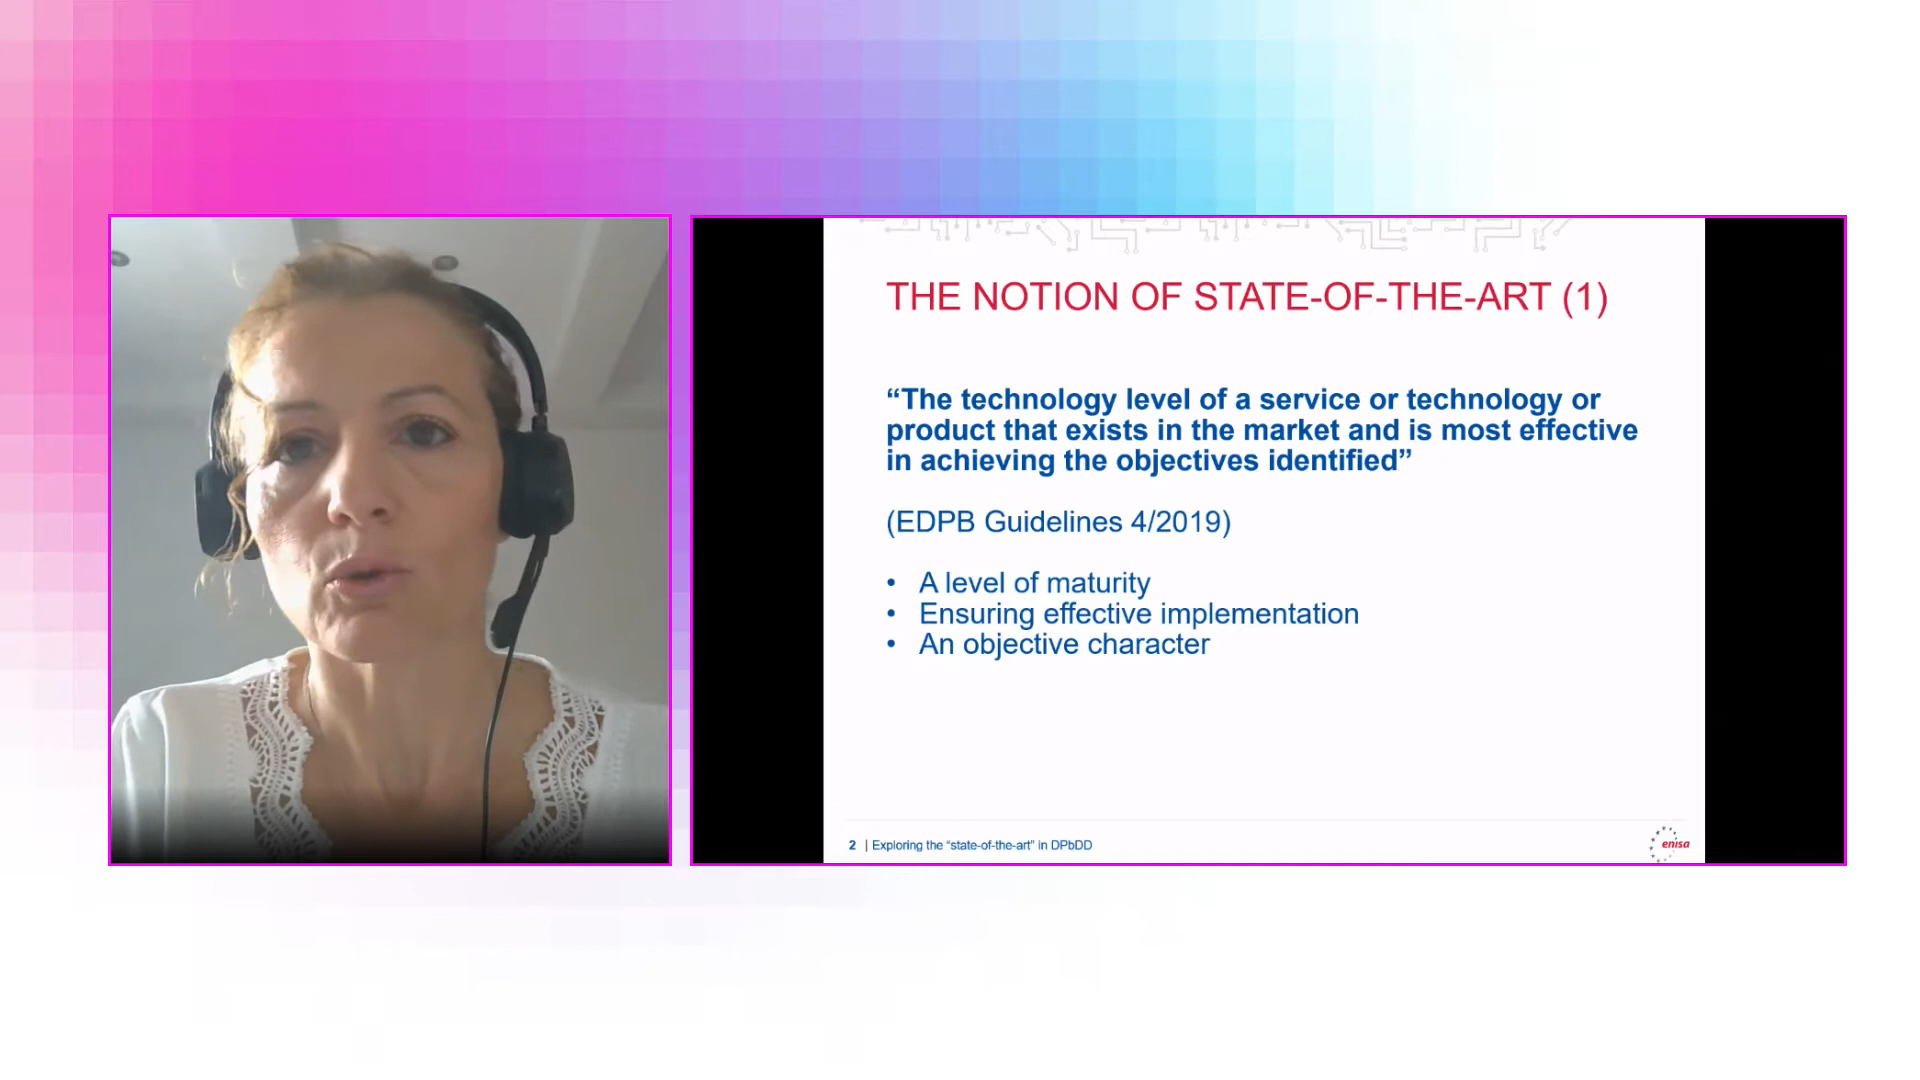 THE NOTION OF STATE-OF-THE-ART (1)
“The technology level of a service or technology or
product that exists in the market and is most effective
in achieving the objectives identified”
(EDPB Guidelines 4/2019)
• A level of maturity
• Ensuring effective implementation
• An objective character
2 | Exploring the “state-of-the-art” in DPbDD
enisa